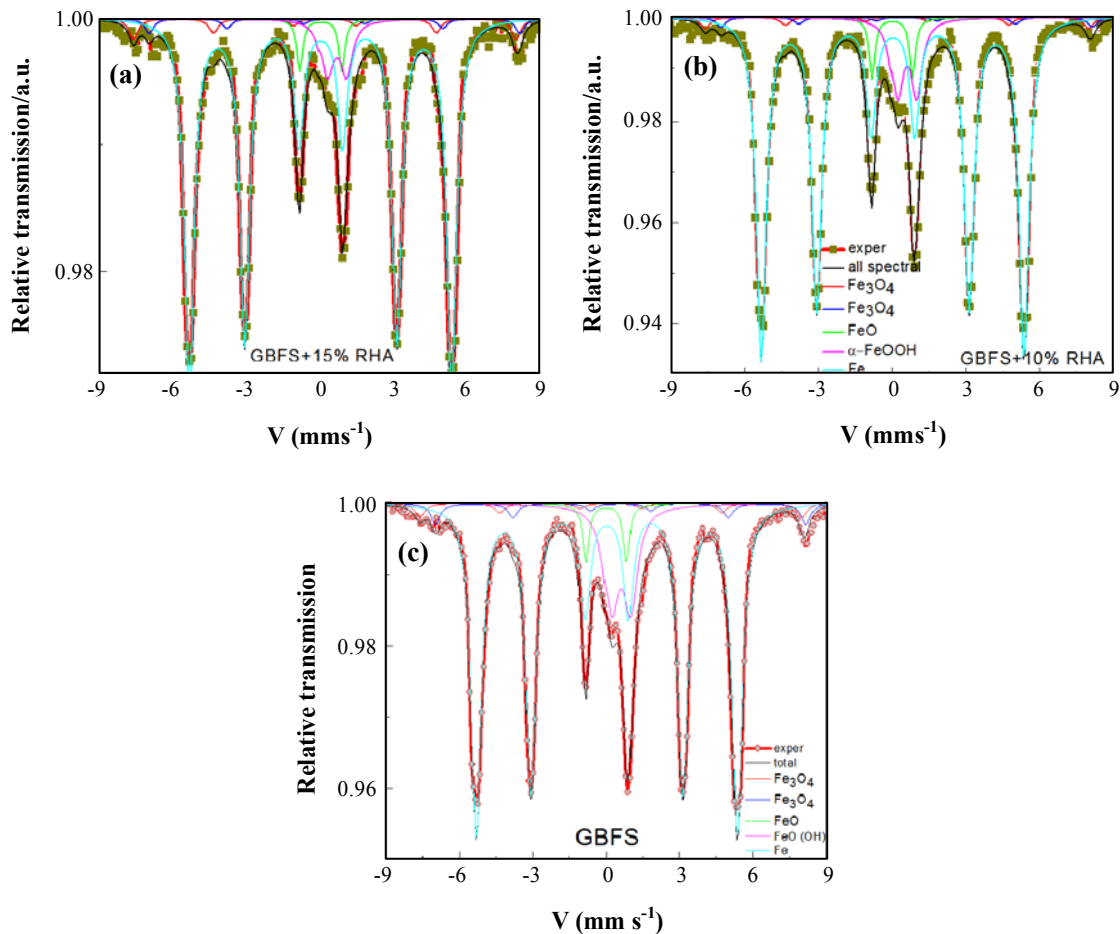 1.00
0.98
(a)
GBFS+15% RHA
-9 -6 -3 0 3 6 9
V (mms⁻¹)
Relative transmission/a.u.
1.00
0.98
0.96
0.94
(b)
exper
all spectral
Fe₃O₄
Fe₃O₄
FeO
α-FeOOH
Fe
GBFS+10% RHA
-9 -6 -3 0 3 6 9
V (mms⁻¹)
Relative transmission/a.u.
1.00
0.98
0.96
(c)
exper
total
Fe₃O₄
Fe₃O₄
FeO
FeO (OH)
Fe
GBFS
-9 -6 -3 0 3 6 9
V (mm s⁻¹)
Relative transmission